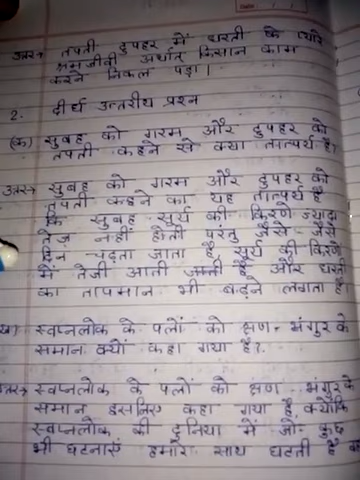 उत्तर→ तपती दुपहर में धरती के प्यारे
श्रमजीवी अर्थात किसान काम
करने निकल पड़ा।
2. दीर्घ उत्तरीय प्रश्न
(क) सुबह को गरम और दुपहर को
तपती कहने से क्या तात्पर्य है?
उत्तर→ सुबह को गरम और दुपहर को
तपती कहने का यह तात्पर्य है
कि सुबह सूर्य की किरणे ज्यादा
तेज नहीं होती परंतु जैसे-जैसे
दिन चढ़ता जाता है सूर्य की किरणे
में तेजी आती जाती है और धरती
का तापमान भी बढ़ने लगता है।
स्वप्नलोक के पलों को क्षण-भंगुर के
समान क्यों कहा गया है?
उत्तर→ स्वप्नलोक के पलों को क्षण भंगुर के
समान इसलिए कहा गया है क्योंकि
स्वप्नलोक की दुनिया में जो कुछ
भी घटनाएं हमारे साथ घटती है